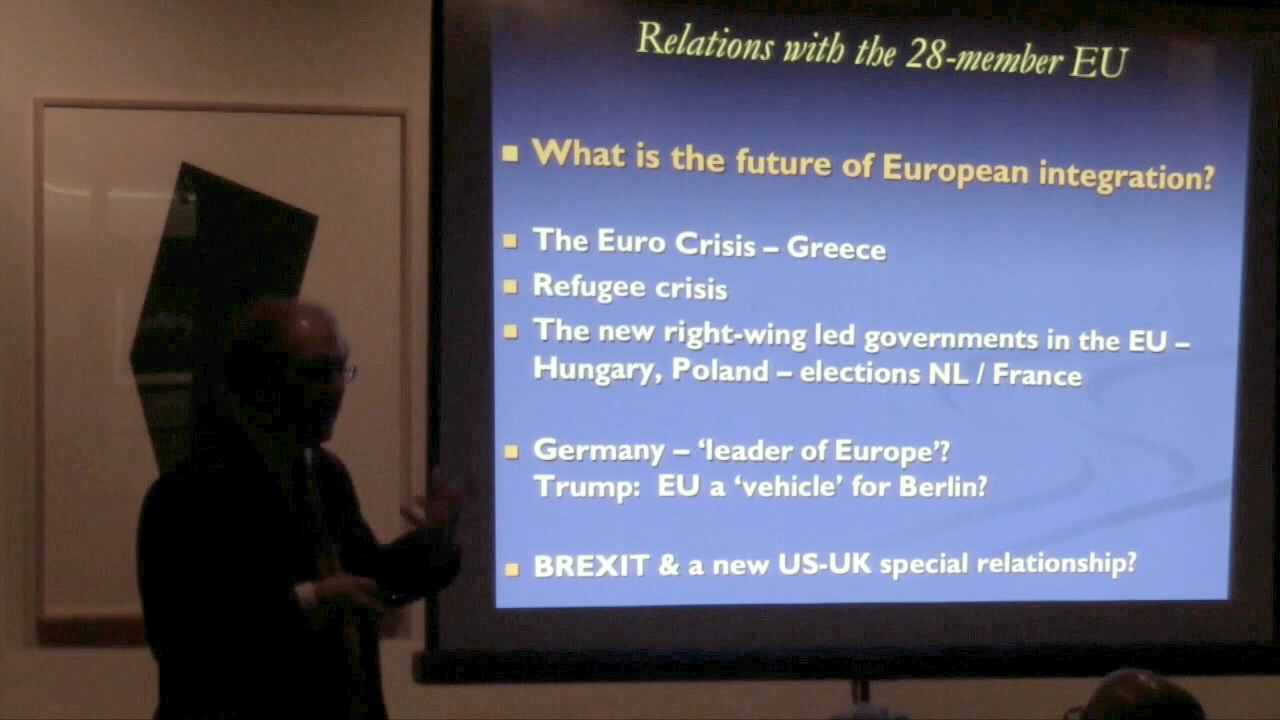 Relations with the 28-member EU
What is the future of European integration?
The Euro Crisis – Greece
Refugee crisis
The new right-wing led governments in the EU –
Hungary, Poland – elections NL / France
Germany – ‘leader of Europe’?
Trump: EU a ‘vehicle’ for Berlin?
BREXIT & a new US-UK special relationship?